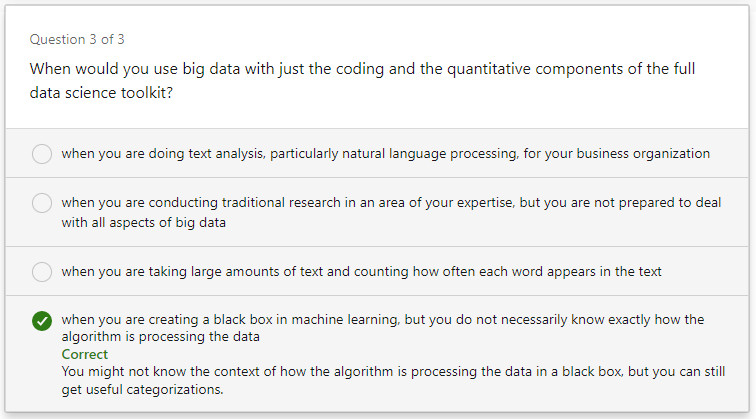 Question 3 of 3
When would you use big data with just the coding and the quantitative components of the full
data science toolkit?
when you are doing text analysis, particularly natural language processing, for your business organization
when you are conducting traditional research in an area of your expertise, but you are not prepared to deal
with all aspects of big data
when you are taking large amounts of text and counting how often each word appears in the text
when you are creating a black box in machine learning, but you do not necessarily know exactly how the
algorithm is processing the data
Correct
You might not know the context of how the algorithm is processing the data in a black box, but you can still
get useful categorizations.